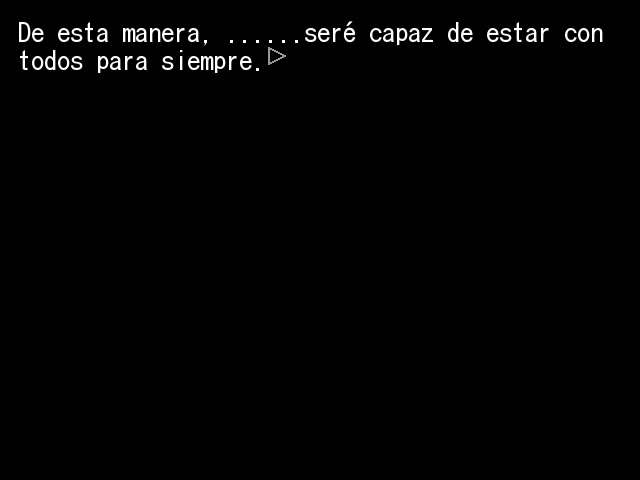 De esta manera, ......seré capaz de estar con
todos para siempre.